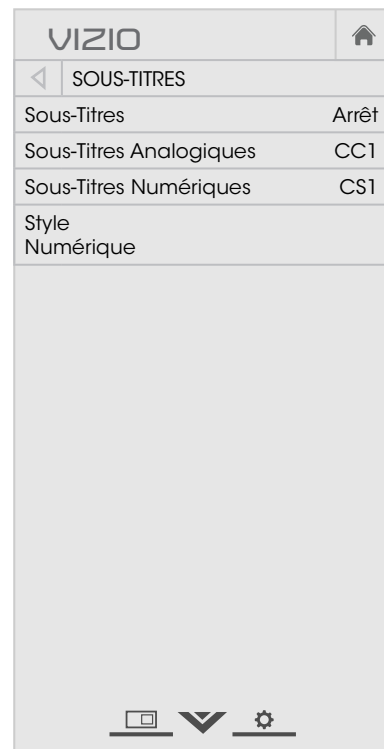 VIZIO
SOUS-TITRES
Sous-Titres Arrêt
Sous-Titres Analogiques CC1
Sous-Titres Numériques CS1
Style
Numérique